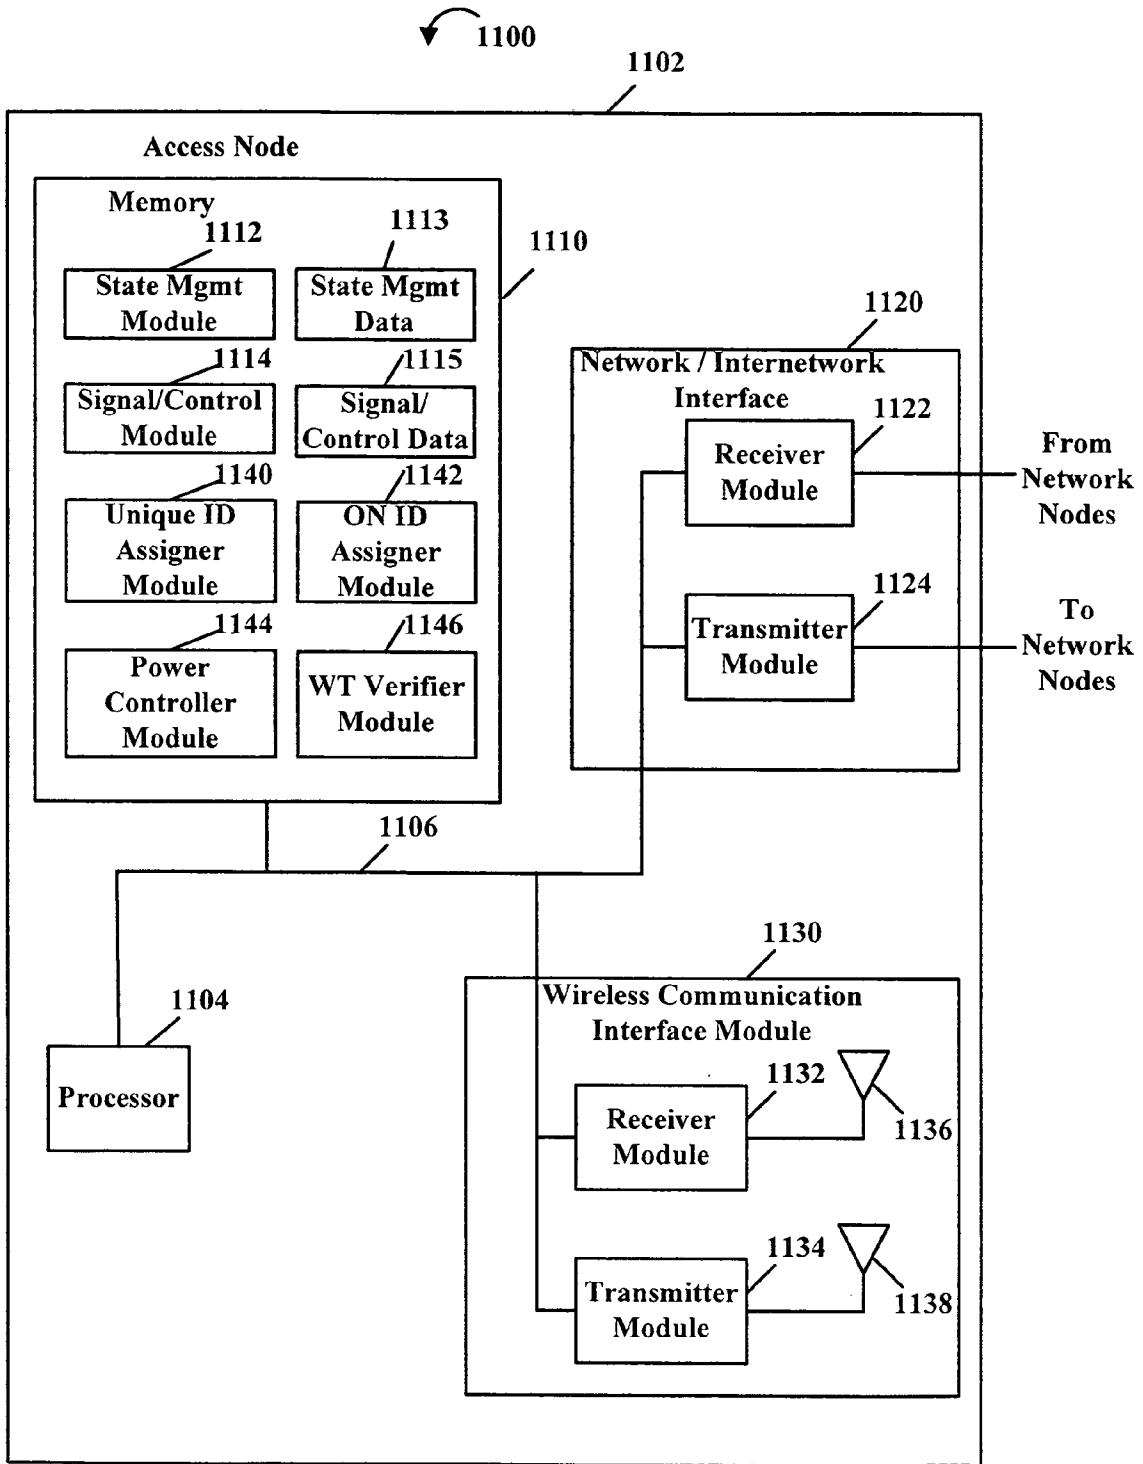 1100
1102
Access Node
Memory
1112
1113
1110
State Mgmt
Module
State Mgmt
Data
1114
1115
Signal/Control
Module
Signal/
Control Data
1140
1142
Unique ID
Assigner
Module
ON ID
Assigner
Module
1144
1146
Power
Controller
Module
WT Verifier
Module
1120
Network / Internetwork
Interface
1122
Receiver
Module
From
Network
Nodes
1124
Transmitter
Module
To
Network
Nodes
1106
1104
Processor
1130
Wireless Communication
Interface Module
1132
Receiver
Module
1136
1134
Transmitter
Module
1138